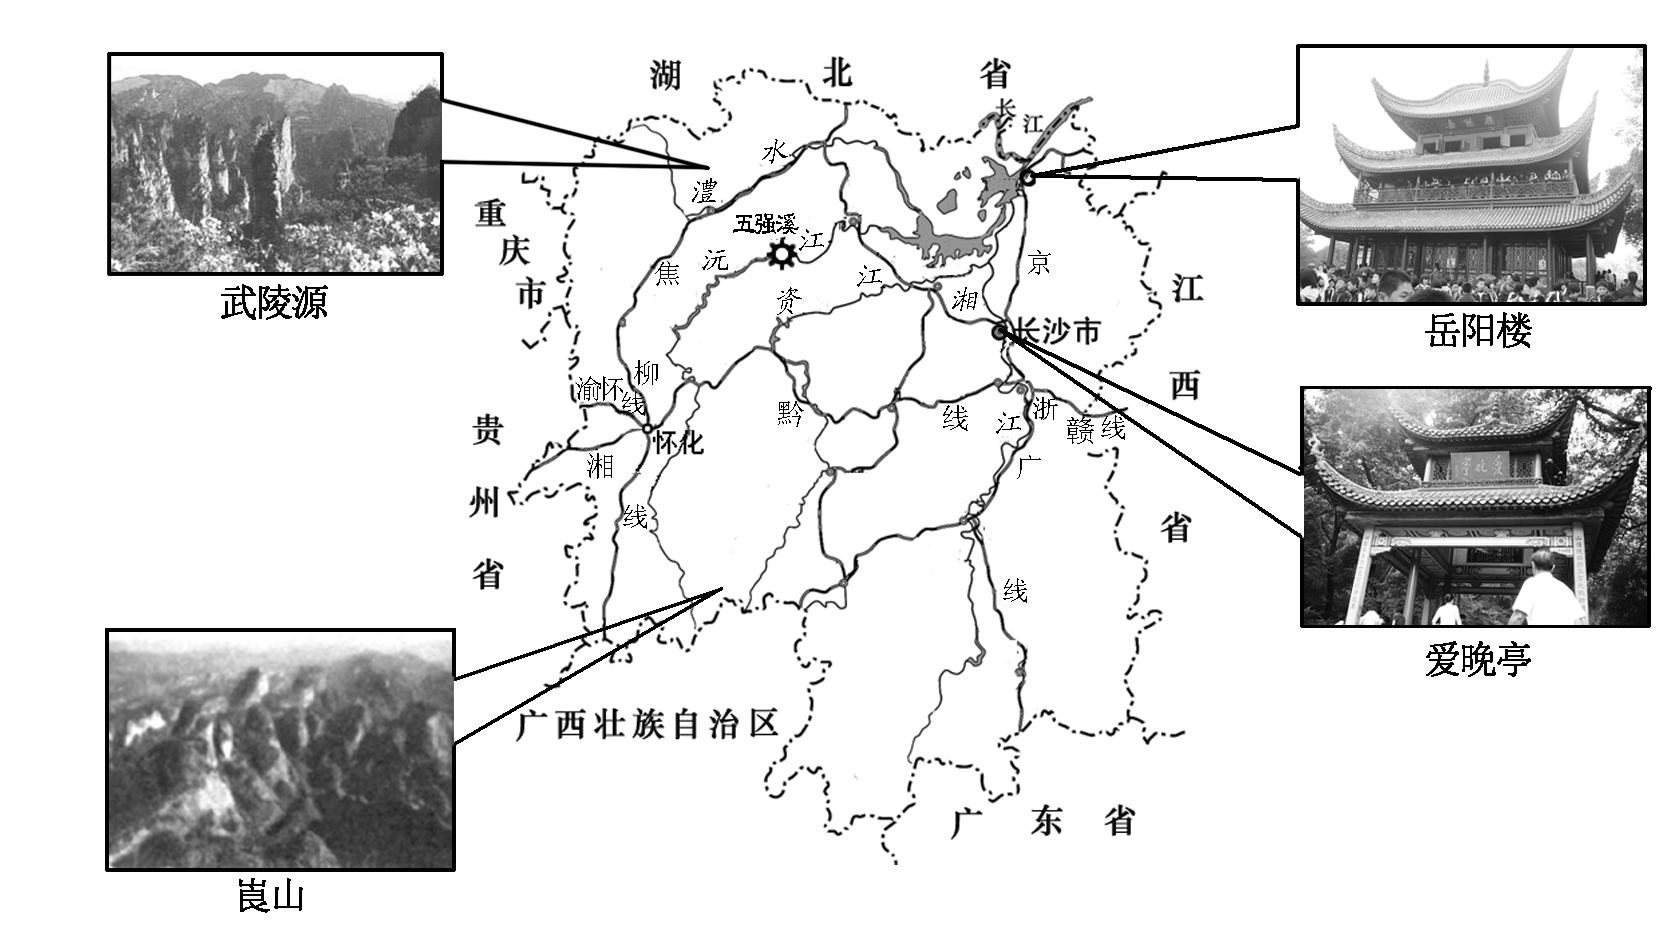 湖北省
长江
水
澧
重庆市
五强溪
江
沅
焦
资
江
湘
京
江西省
长沙市
柳
渝怀
线
黔
线
江
浙
赣线
贵州省
怀化
湘
广
线
线
广西壮族自治区
广东省
武陵源
岳阳楼
爱晚亭
崀山